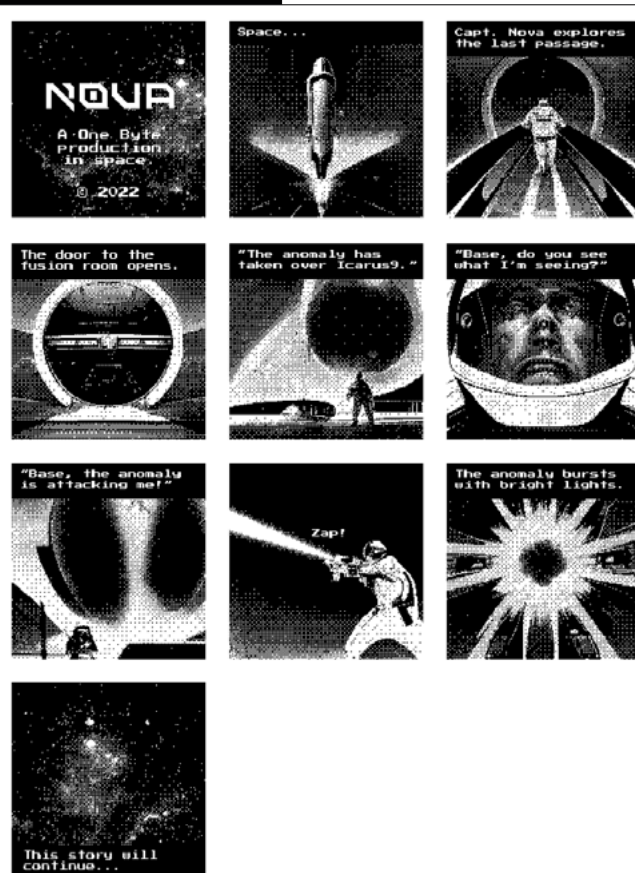 NOVA
A One Byte
production
in space
© 2022
Space...
Capt. Nova explores
the last passage.
The door to the
fusion room opens.
"The anomaly has
taken over Icarus9."
"Base, do you see
what I'm seeing?"
"Base, the anomaly
is attacking me!"
Zap!
The anomaly bursts
with bright lights.
This story will
continue...